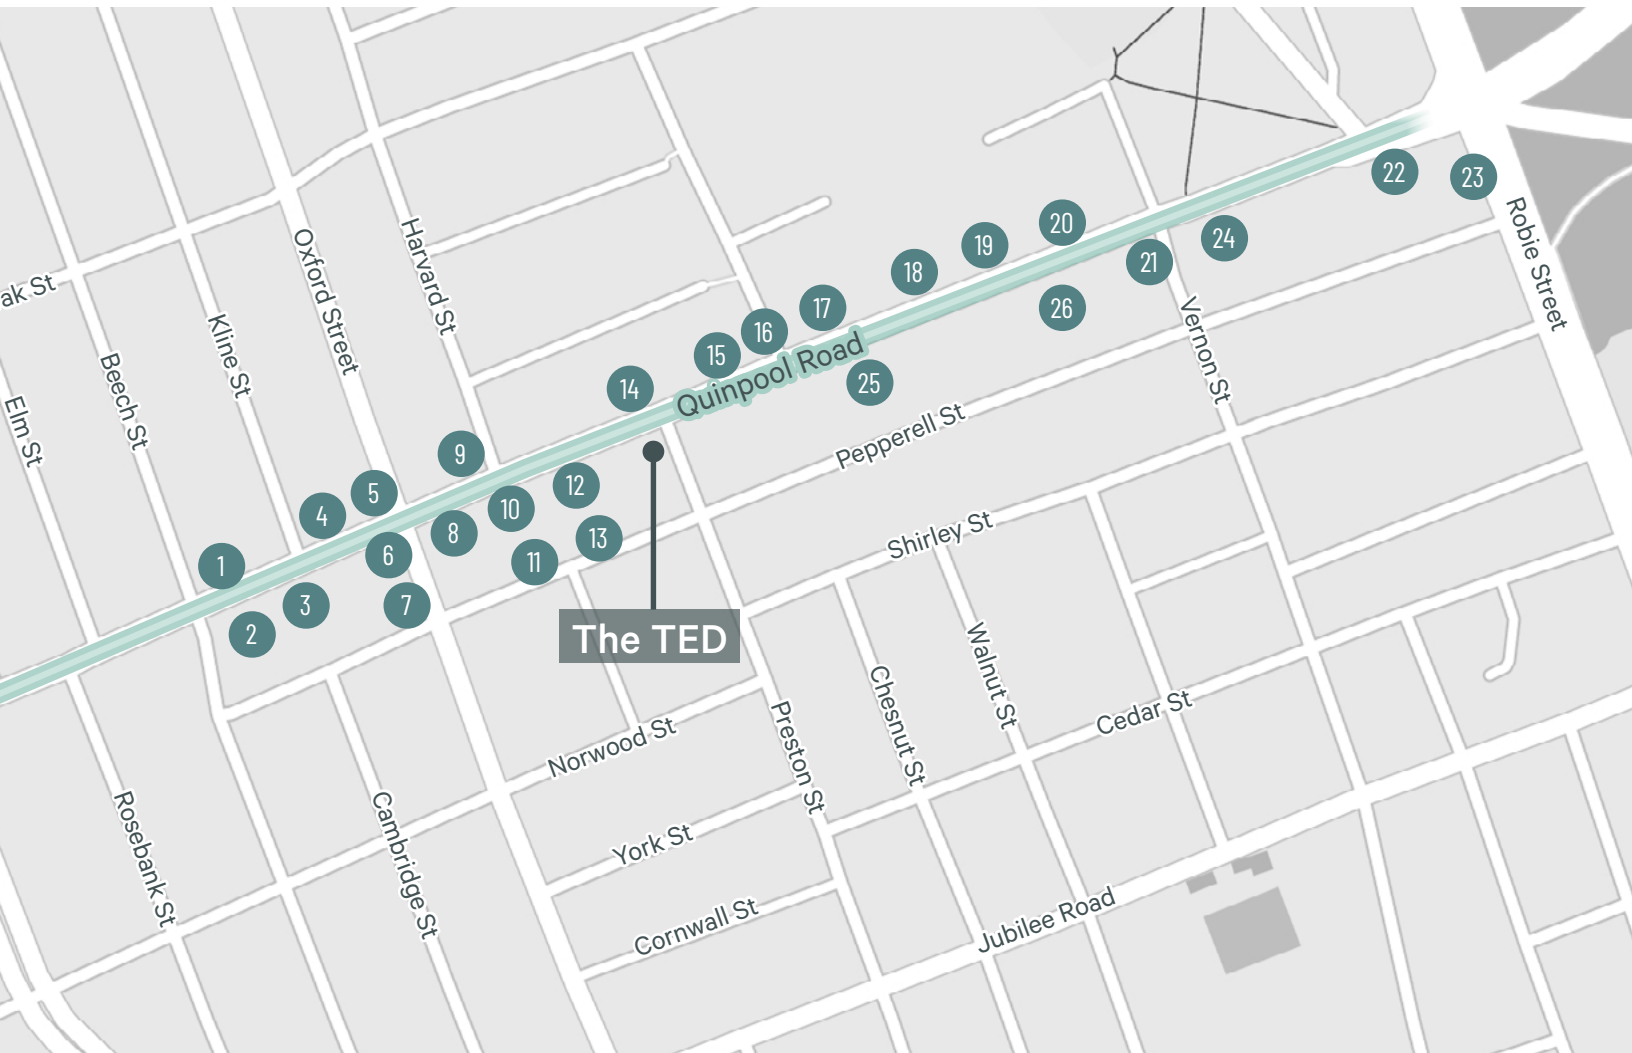 22
23
20
24
19
21
18
Robie Street
Oxford Street
Harvard St
ak St
17
26
16
Kline St
Vernon St
15
Quinpool Road
Beech St
14
25
Elm St
Pepperell St
9
12
5
10
4
8
13
Shirley St
6
11
1
3
7
2
The TED
Walnut St
Chesnut St
Cedar St
Preston St
Norwood St
Rosebank St
Cambridge St
York St
Cornwall St
Jubilee Road